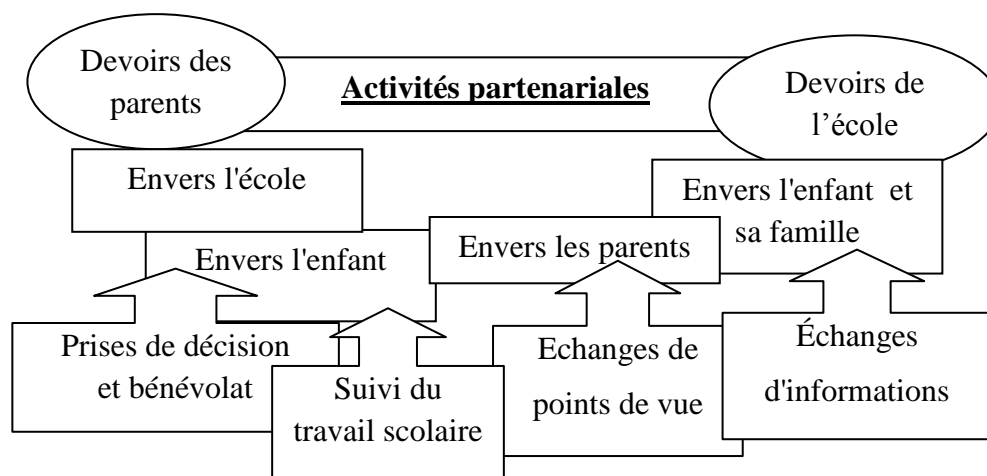 Devoirs des
parents
Activités partenariales
Devoirs de
l’école
Envers l'école
Envers l'enfant et
sa famille
Envers l'enfant
Envers les parents
Prises de décision
et bénévolat
Suivi du
travail scolaire
Echanges de
points de vue
Échanges
d'informations